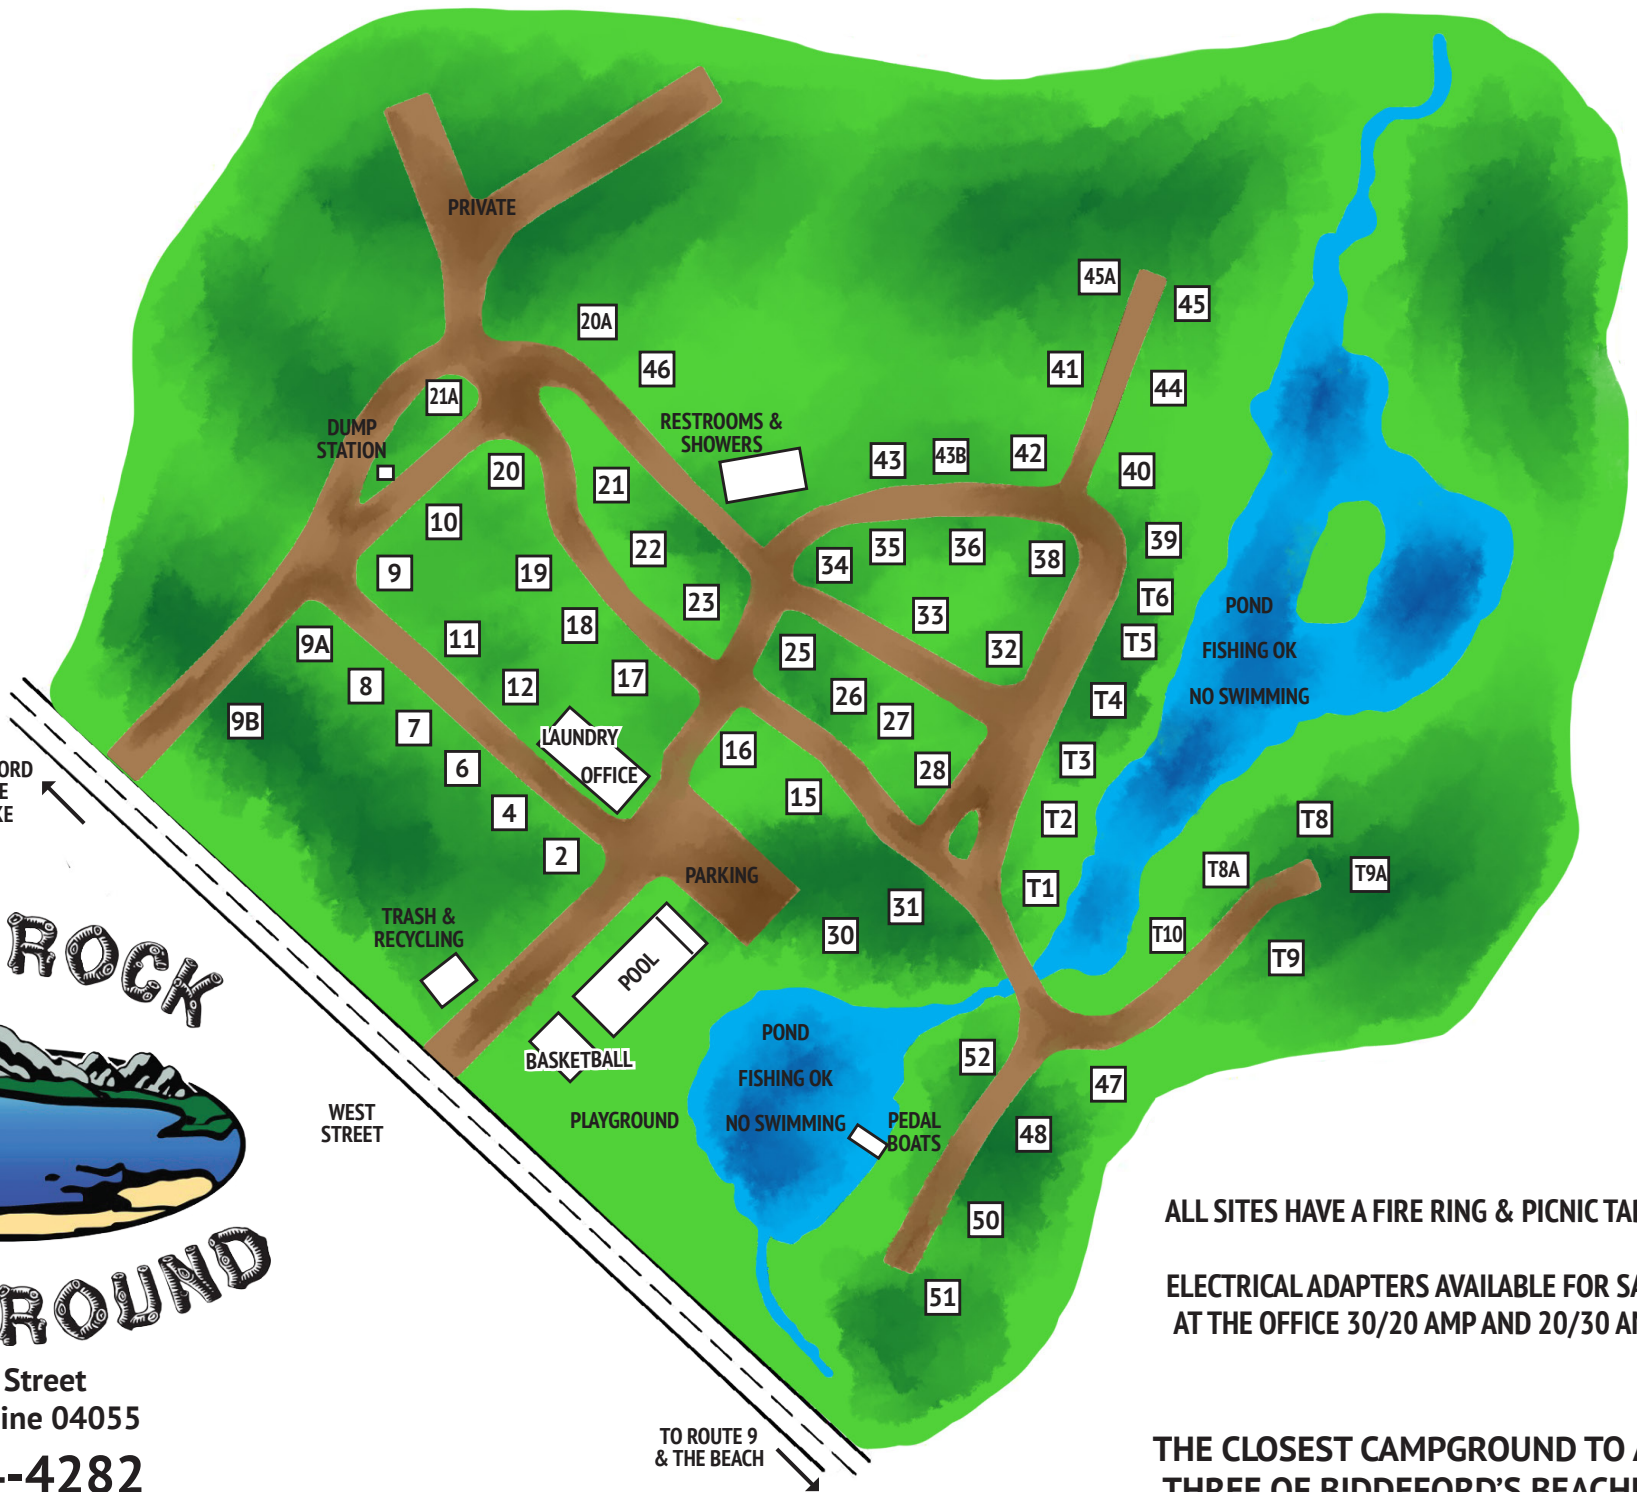 PRIVATE
20A
46
45A
45
41
44
21A
DUMP
STATION
RESTROOMS &
SHOWERS
20
21
43
43B
42
40
10
22
35
36
38
39
34
9
19
23
33
T6
18
11
9A
25
32
T5
POND
FISHING OK
NO SWIMMING
8
12
17
26
T4
9B
7
27
LAUNDRY
OFFICE
16
6
28
T3
15
4
T2
T8
2
PARKING
T8A
T9A
T1
31
30
T10
T9
TRASH &
RECYCLING
POOL
BASKETBALL
PLAYGROUND
POND
FISHING OK
NO SWIMMING
PEDAL
BOATS
52
47
48
50
51
WEST
STREET
ROCK
ROUND
Street
04055
-4282
TO ROUTE 9
& THE BEACH
ALL SITES HAVE A FIRE RING & PICNIC
ELECTRICAL ADAPTERS AVAILABLE FOR
AT THE OFFICE 30/20 AMP AND 20/30
THE CLOSEST CAMPGROUND TO
THREE OF BIDDEFORD'S